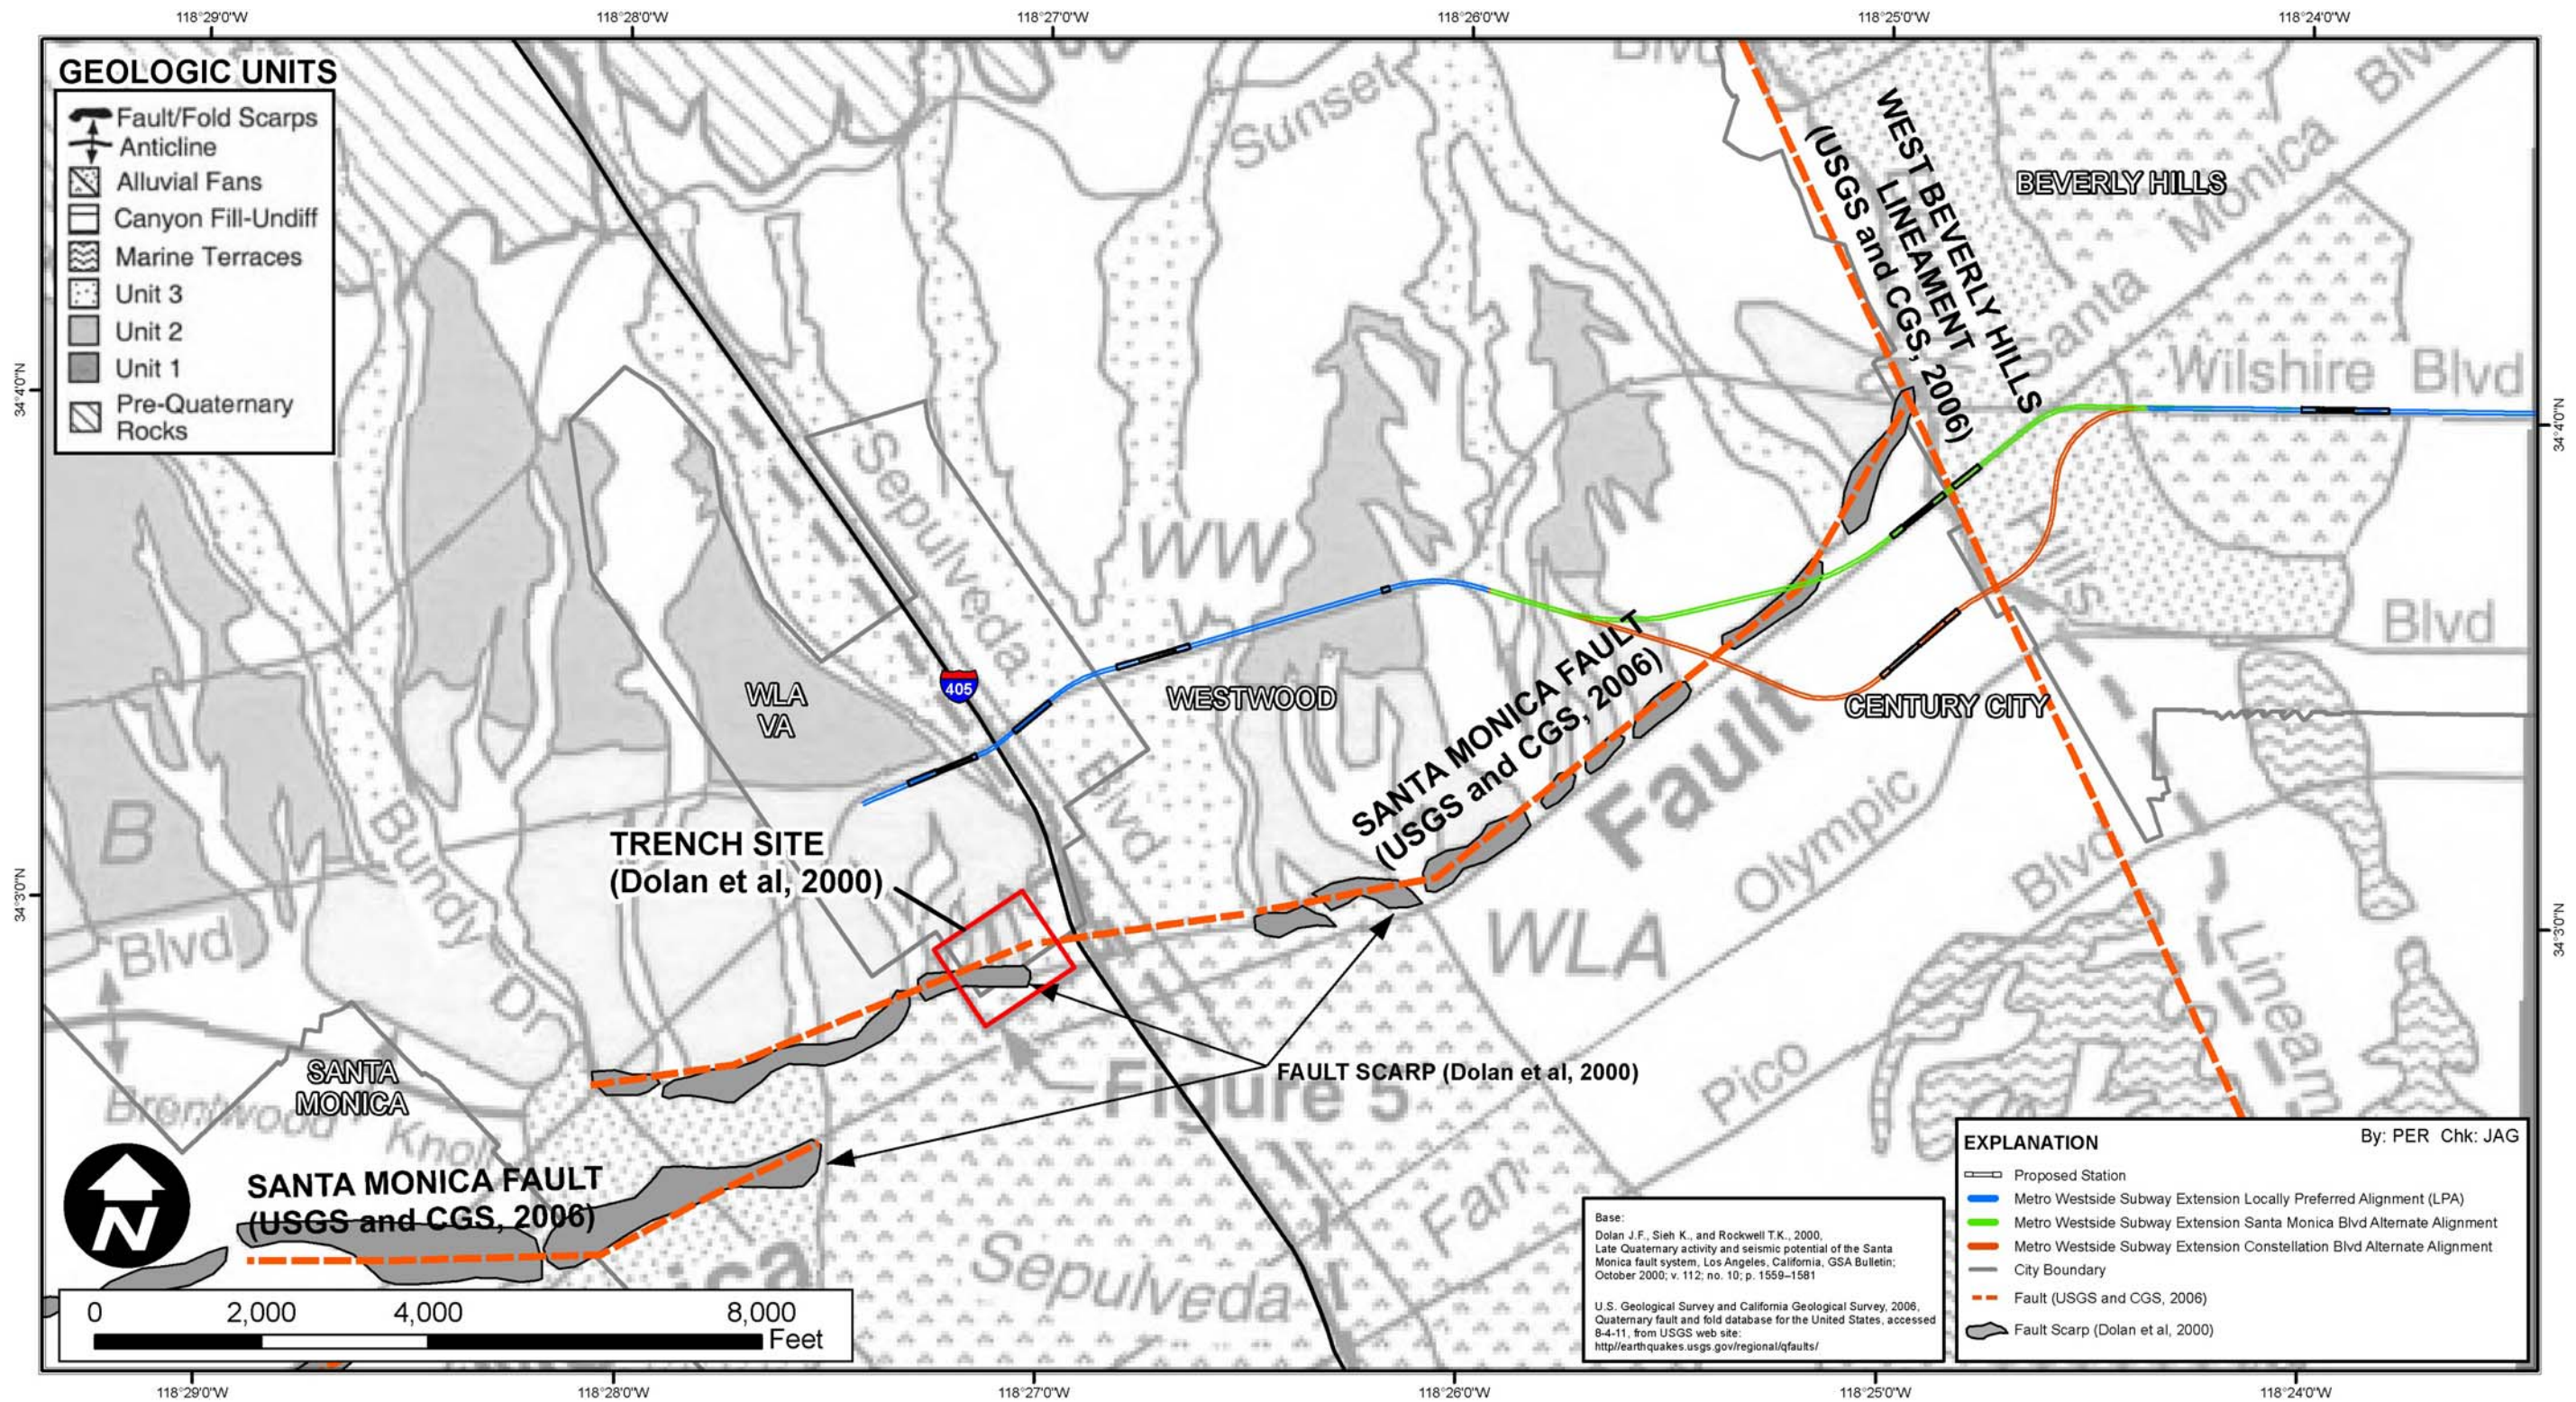 118°29'0"W
118°28'0"W
118°27'0"W
118°26'0"W
118°25'0"W
118°24'0"W
GEOLOGIC UNITS
Fault/Fold Scarps
Anticline
Alluvial Fans
Canyon Fill-Undiff
Marine Terraces
Unit 3
Unit 2
Unit 1
Pre-Quaternary
Rocks
Sunset
Blvd
Blvd
Santa Monica
BEVERLY HILLS
WEST BEVERLY HILLS
LINEAMENT
(USGS and CGS, 2006)
34°4'0"N
34°4'0"N
Wilshire Blvd
Sepulveda
Blvd
WW
Hills
Blvd
405
WLA
VA
WESTWOOD
CENTURY CITY
SANTA MONICA FAULT
(USGS and CGS, 2006)
Fault
Olympic
Blvd
B
Bundy
Dr
TRENCH SITE
(Dolan et al, 2000)
34°3'0"N
34°3'0"N
Blvd
WLA
Lineam
Pico
SANTA
MONICA
Brentwood
Knoll
FAULT SCARP (Dolan et al, 2000)
Figure 5
Fan
Sepulveda
ica
N
SANTA MONICA FAULT
(USGS and CGS, 2006)
0
2,000
4,000
8,000
Feet
Base:
Dolan J.F., Sieh K., and Rockwell T.K., 2000,
Late Quaternary activity and seismic potential of the Santa
Monica fault system, Los Angeles, California, GSA Bulletin;
October 2000; v. 112; no. 10; p. 1559–1581
U.S. Geological Survey and California Geological Survey, 2006,
Quaternary fault and fold database for the United States, accessed
8-4-11, from USGS web site:
http//earthquakes.usgs.gov/regional/qfaults/
EXPLANATION
By: PER Chk: JAG
Proposed Station
Metro Westside Subway Extension Locally Preferred Alignment (LPA)
Metro Westside Subway Extension Santa Monica Blvd Alternate Alignment
Metro Westside Subway Extension Constellation Blvd Alternate Alignment
City Boundary
Fault (USGS and CGS, 2006)
Fault Scarp (Dolan et al, 2000)
118°29'0"W
118°28'0"W
118°27'0"W
118°26'0"W
118°25'0"W
118°24'0"W